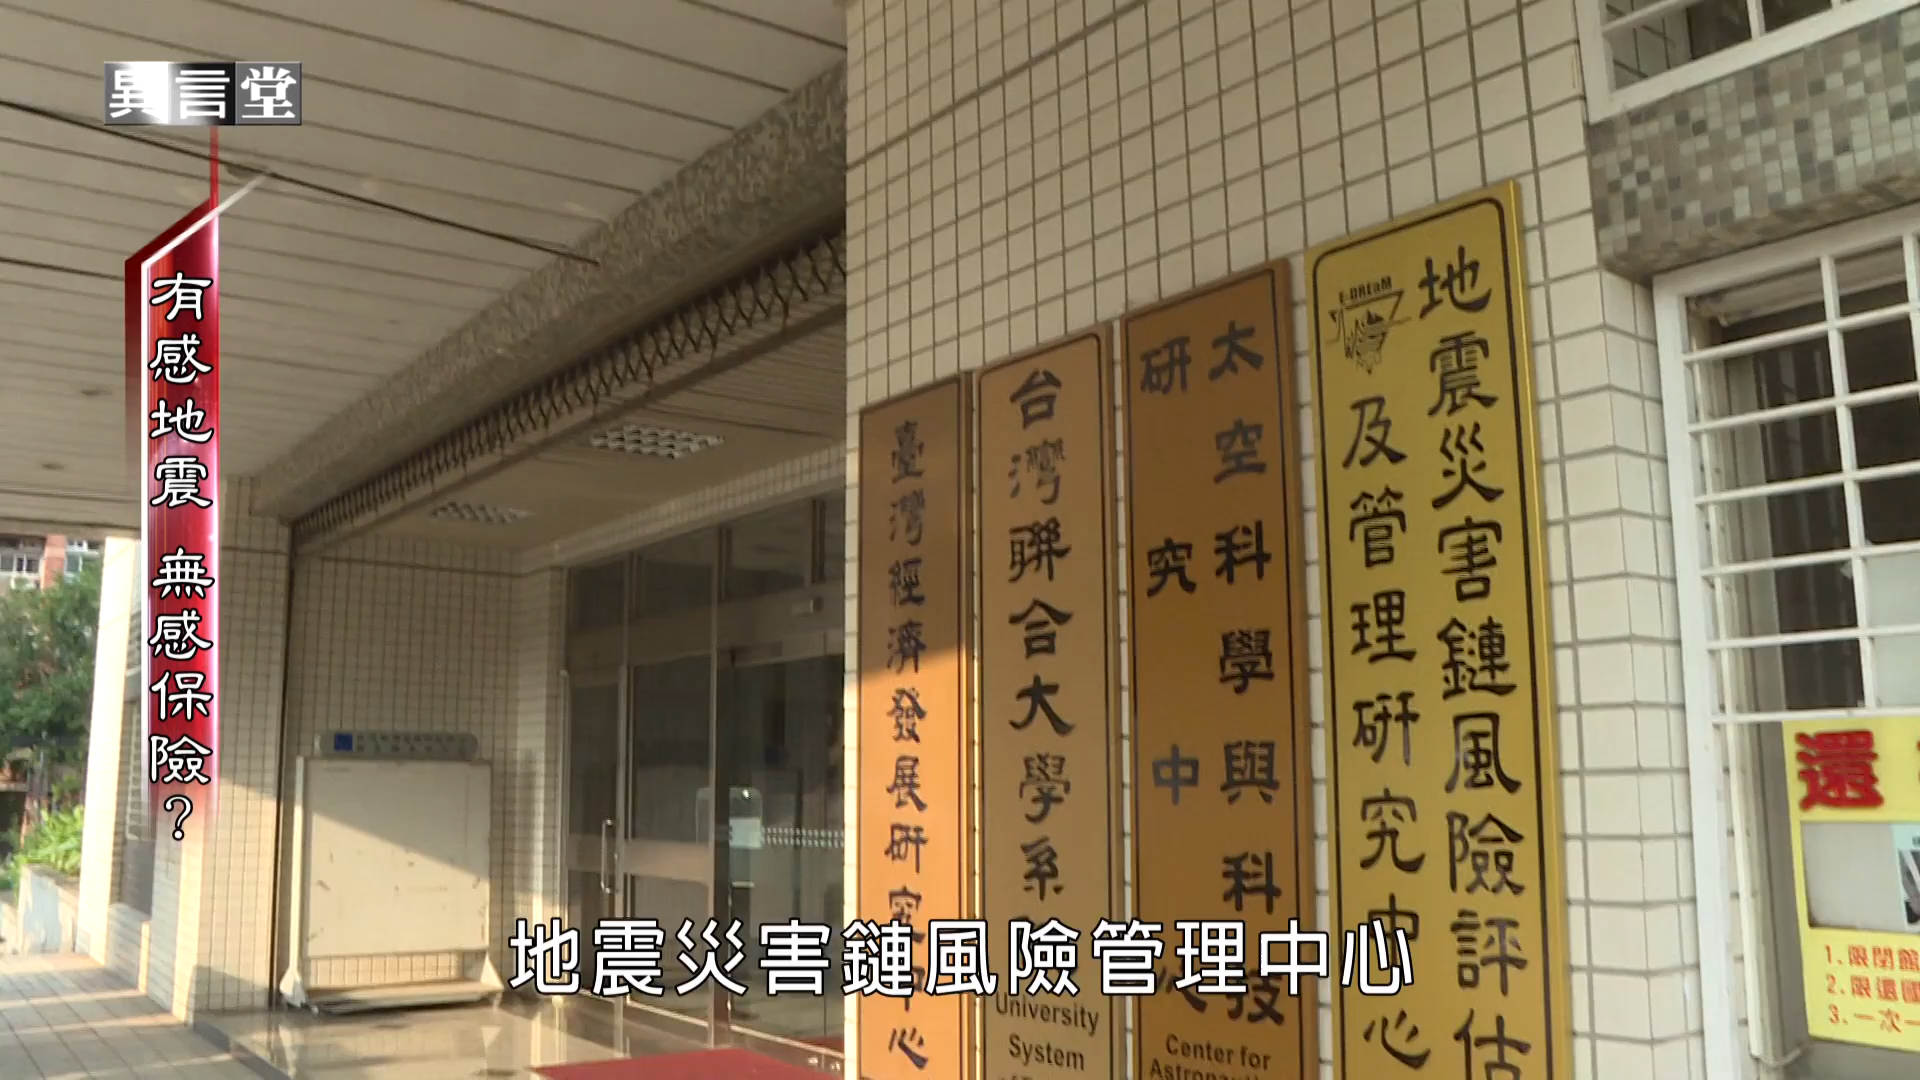 異言堂
有感地震 無感保險？
臺灣經濟發展研究中心
台灣聯合大學系
University
System
太空科學與科技
研究中心
Center for
E-DREaM
地震災害鏈風險評估
及管理研究中心
還
1.限閉館
2.限還國
3.一次一
地震災害鏈風險管理中心